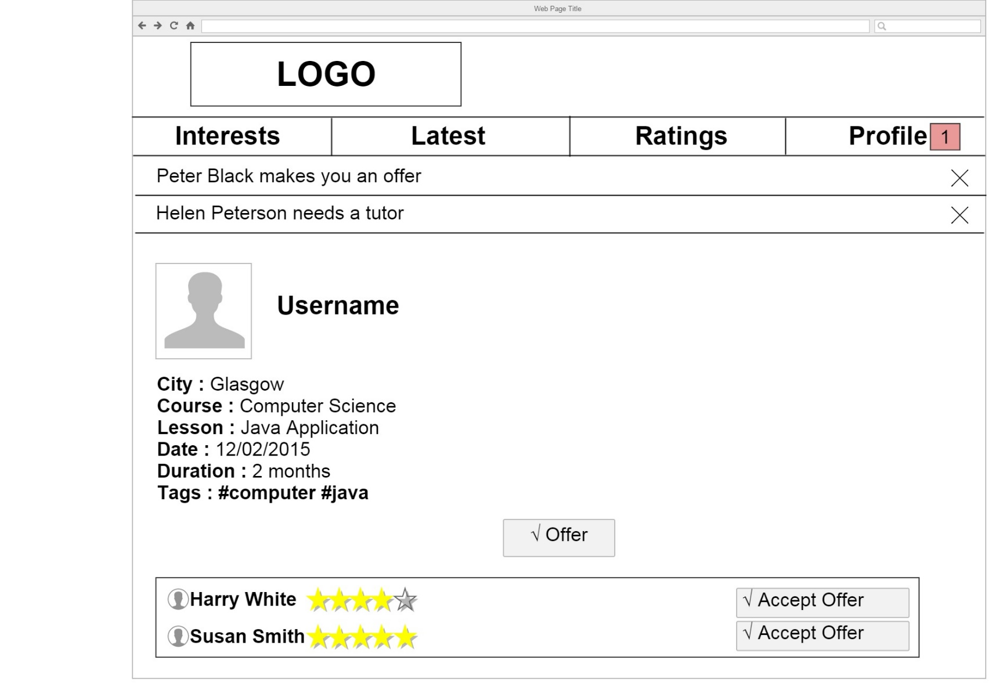 Web Page Title
LOGO
Interests Latest Ratings Profile 1
Peter Black makes you an offer
Helen Peterson needs a tutor
Username
City : Glasgow
Course : Computer Science
Lesson : Java Application
Date : 12/02/2015
Duration : 2 months
Tags : #computer #java
√ Offer
Harry White √ Accept Offer
Susan Smith √ Accept Offer